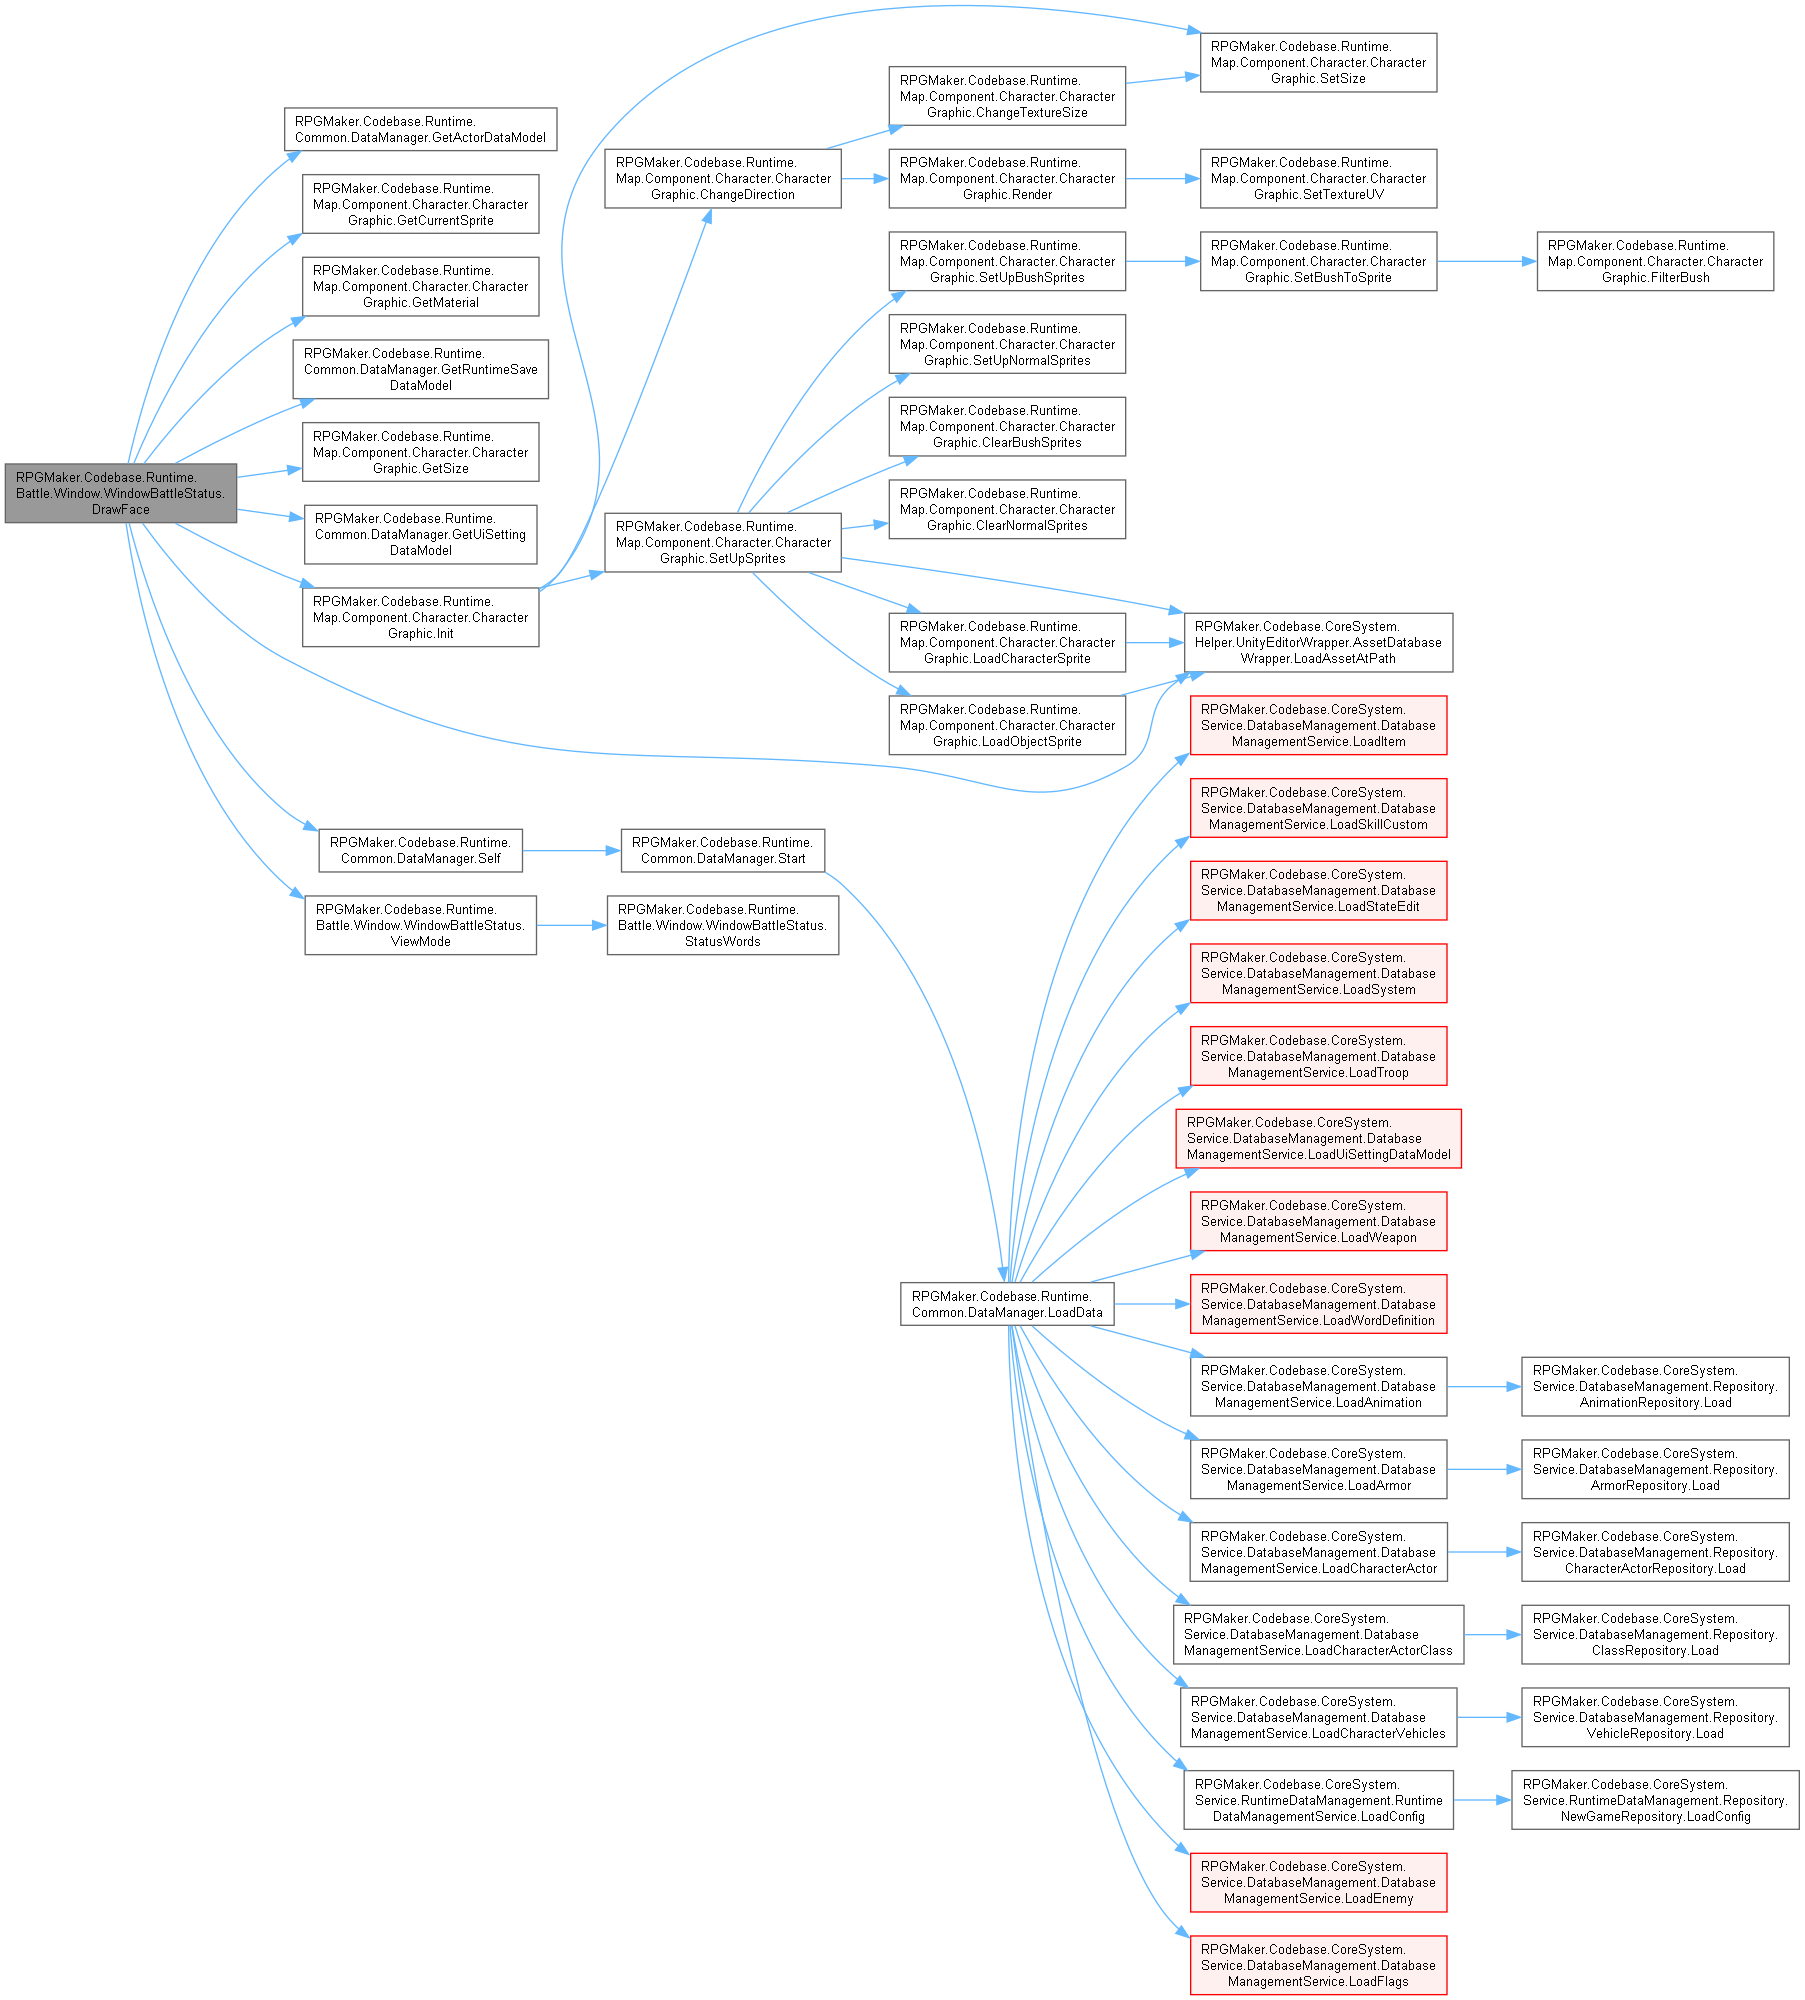 RPGMaker.Codebase.Runtime.
Battle.Window.WindowBattleStatus.
DrawFace
RPGMaker.Codebase.Runtime.
Common.DataManager.GetActorDataModel
RPGMaker.Codebase.Runtime.
Map.Component.Character.Character
Graphic.GetCurrentSprite
RPGMaker.Codebase.Runtime.
Map.Component.Character.Character
Graphic.GetMaterial
RPGMaker.Codebase.Runtime.
Common.DataManager.GetRuntimeSave
DataModel
RPGMaker.Codebase.Runtime.
Map.Component.Character.Character
Graphic.GetSize
RPGMaker.Codebase.Runtime.
Common.DataManager.GetUiSetting
DataModel
RPGMaker.Codebase.Runtime.
Map.Component.Character.Character
Graphic.Init
RPGMaker.Codebase.Runtime.
Common.DataManager.Self
RPGMaker.Codebase.Runtime.
Battle.Window.WindowBattleStatus.
ViewMode
RPGMaker.Codebase.Runtime.
Map.Component.Character.Character
Graphic.ChangeDirection
RPGMaker.Codebase.Runtime.
Map.Component.Character.Character
Graphic.SetUpSprites
RPGMaker.Codebase.Runtime.
Common.DataManager.Start
RPGMaker.Codebase.Runtime.
Battle.Window.WindowBattleStatus.
StatusWords
RPGMaker.Codebase.Runtime.
Map.Component.Character.Character
Graphic.ChangeTextureSize
RPGMaker.Codebase.Runtime.
Map.Component.Character.Character
Graphic.Render
RPGMaker.Codebase.Runtime.
Map.Component.Character.Character
Graphic.SetUpBushSprites
RPGMaker.Codebase.Runtime.
Map.Component.Character.Character
Graphic.SetUpNormalSprites
RPGMaker.Codebase.Runtime.
Map.Component.Character.Character
Graphic.ClearBushSprites
RPGMaker.Codebase.Runtime.
Map.Component.Character.Character
Graphic.ClearNormalSprites
RPGMaker.Codebase.Runtime.
Map.Component.Character.Character
Graphic.LoadCharacterSprite
RPGMaker.Codebase.Runtime.
Map.Component.Character.Character
Graphic.LoadObjectSprite
RPGMaker.Codebase.Runtime.
Common.DataManager.LoadData
RPGMaker.Codebase.Runtime.
Map.Component.Character.Character
Graphic.SetSize
RPGMaker.Codebase.Runtime.
Map.Component.Character.Character
Graphic.SetTextureUV
RPGMaker.Codebase.Runtime.
Map.Component.Character.Character
Graphic.SetBushToSprite
RPGMaker.Codebase.Runtime.
Map.Component.Character.Character
Graphic.FilterBush
RPGMaker.Codebase.CoreSystem.
Helper.UnityEditorWrapper.AssetDatabase
Wrapper.LoadAssetAtPath
RPGMaker.Codebase.CoreSystem.
Service.DatabaseManagement.Database
ManagementService.LoadItem
RPGMaker.Codebase.CoreSystem.
Service.DatabaseManagement.Database
ManagementService.LoadSkillCustom
RPGMaker.Codebase.CoreSystem.
Service.DatabaseManagement.Database
ManagementService.LoadStateEdit
RPGMaker.Codebase.CoreSystem.
Service.DatabaseManagement.Database
ManagementService.LoadSystem
RPGMaker.Codebase.CoreSystem.
Service.DatabaseManagement.Database
ManagementService.LoadTroop
RPGMaker.Codebase.CoreSystem.
Service.DatabaseManagement.Database
ManagementService.LoadUiSettingDataModel
RPGMaker.Codebase.CoreSystem.
Service.DatabaseManagement.Database
ManagementService.LoadWeapon
RPGMaker.Codebase.CoreSystem.
Service.DatabaseManagement.Database
ManagementService.LoadWordDefinition
RPGMaker.Codebase.CoreSystem.
Service.DatabaseManagement.Database
ManagementService.LoadAnimation
RPGMaker.Codebase.CoreSystem.
Service.DatabaseManagement.Repository.
AnimationRepository.Load
RPGMaker.Codebase.CoreSystem.
Service.DatabaseManagement.Database
ManagementService.LoadArmor
RPGMaker.Codebase.CoreSystem.
Service.DatabaseManagement.Repository.
ArmorRepository.Load
RPGMaker.Codebase.CoreSystem.
Service.DatabaseManagement.Database
ManagementService.LoadCharacterActor
RPGMaker.Codebase.CoreSystem.
Service.DatabaseManagement.Repository.
CharacterActorRepository.Load
RPGMaker.Codebase.CoreSystem.
Service.DatabaseManagement.Database
ManagementService.LoadCharacterActorClass
RPGMaker.Codebase.CoreSystem.
Service.DatabaseManagement.Repository.
ClassRepository.Load
RPGMaker.Codebase.CoreSystem.
Service.DatabaseManagement.Database
ManagementService.LoadCharacterVehicles
RPGMaker.Codebase.CoreSystem.
Service.DatabaseManagement.Repository.
VehicleRepository.Load
RPGMaker.Codebase.CoreSystem.
Service.RuntimeDataManagement.Runtime
DataManagementService.LoadConfig
RPGMaker.Codebase.CoreSystem.
Service.RuntimeDataManagement.Repository.
NewGameRepository.LoadConfig
RPGMaker.Codebase.CoreSystem.
Service.DatabaseManagement.Database
ManagementService.LoadEnemy
RPGMaker.Codebase.CoreSystem.
Service.DatabaseManagement.Database
ManagementService.LoadFlags